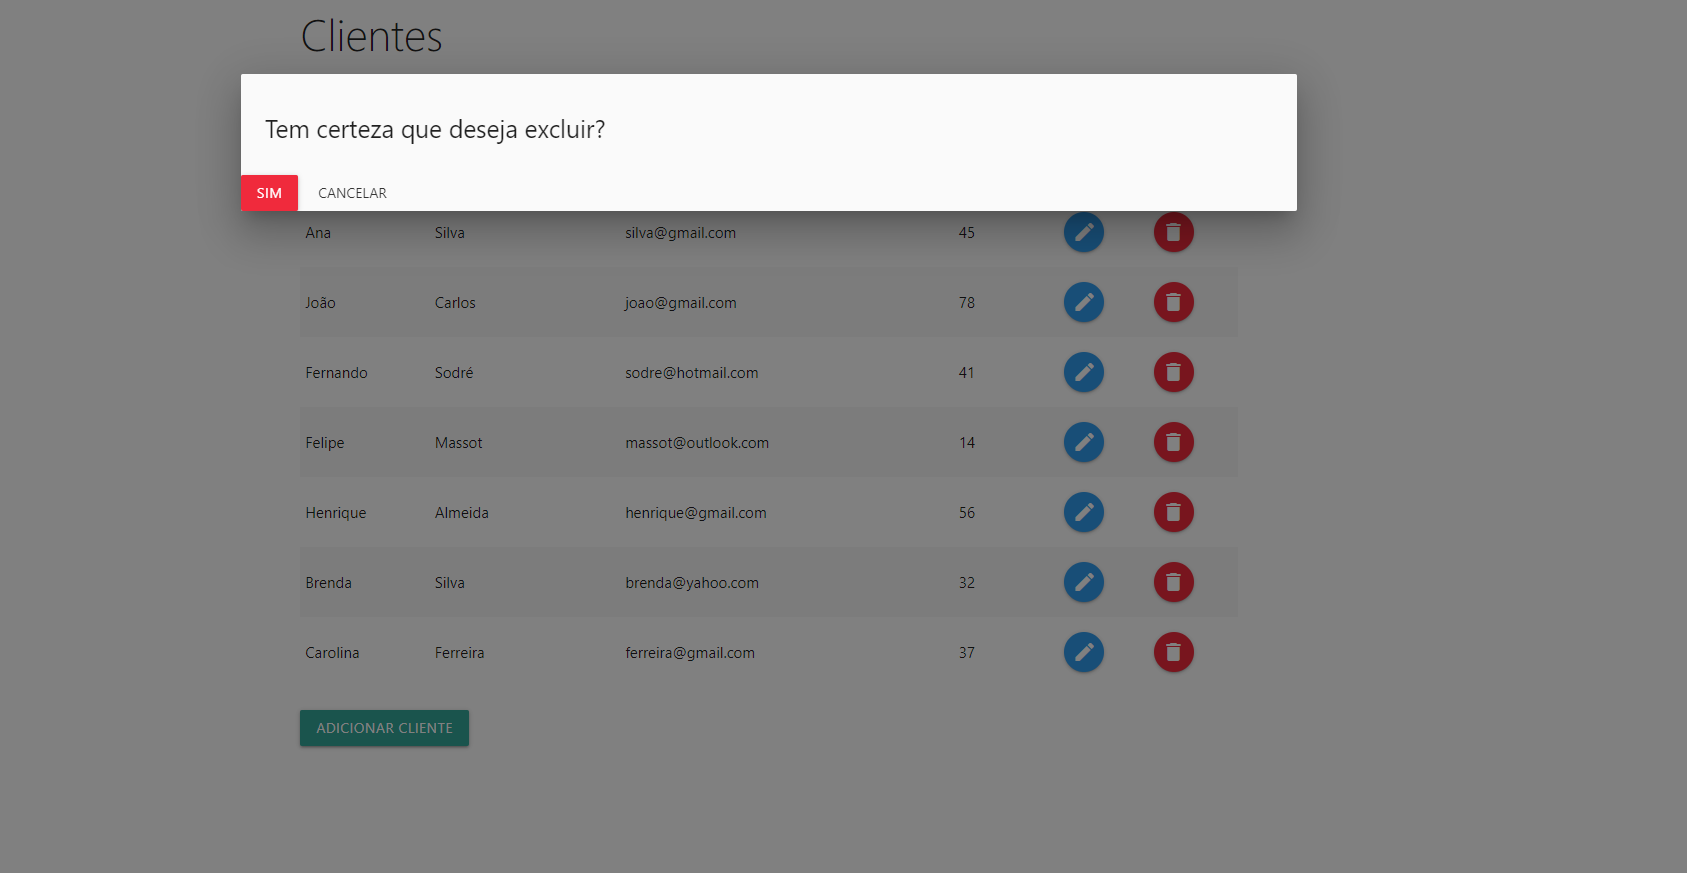 Clientes
Tem certeza que deseja excluir?
SIM CANCELAR
Ana Silva silva@gmail.com 45
João Carlos joao@gmail.com 78
Fernando Sodré sodre@hotmail.com 41
Felipe Massot massot@outlook.com 14
Henrique Almeida henrique@gmail.com 56
Brenda Silva brenda@yahoo.com 32
Carolina Ferreira ferreira@gmail.com 37
ADICIONAR CLIENTE